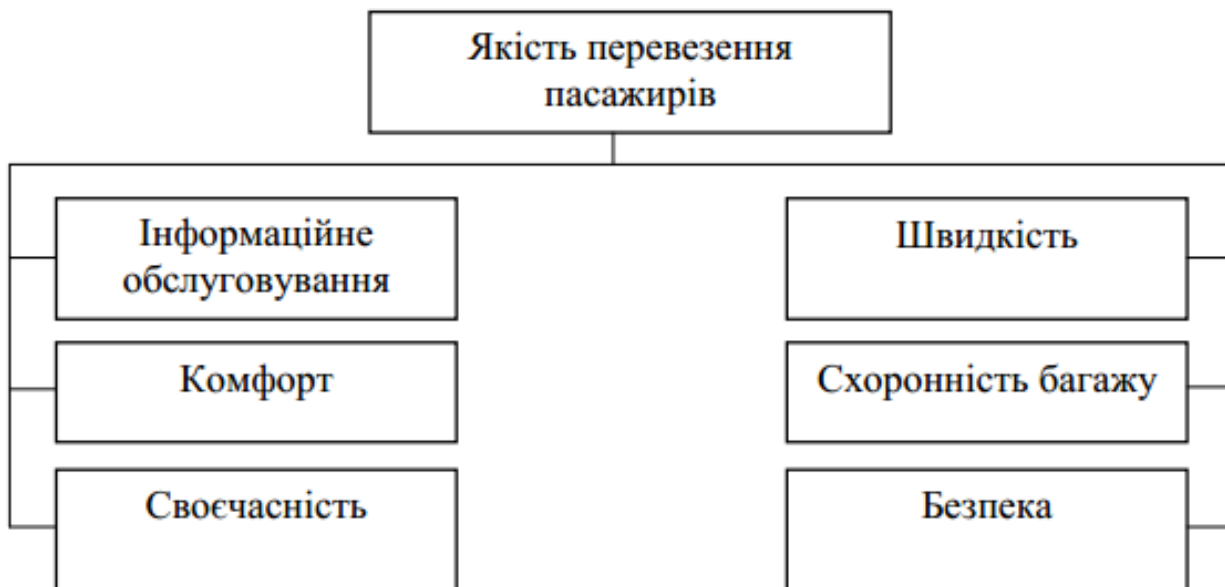 Якість перевезення
пасажирів
Інформаційне
обслуговування
Швидкість
Комфорт
Схоронність багажу
Своєчасність
Безпека